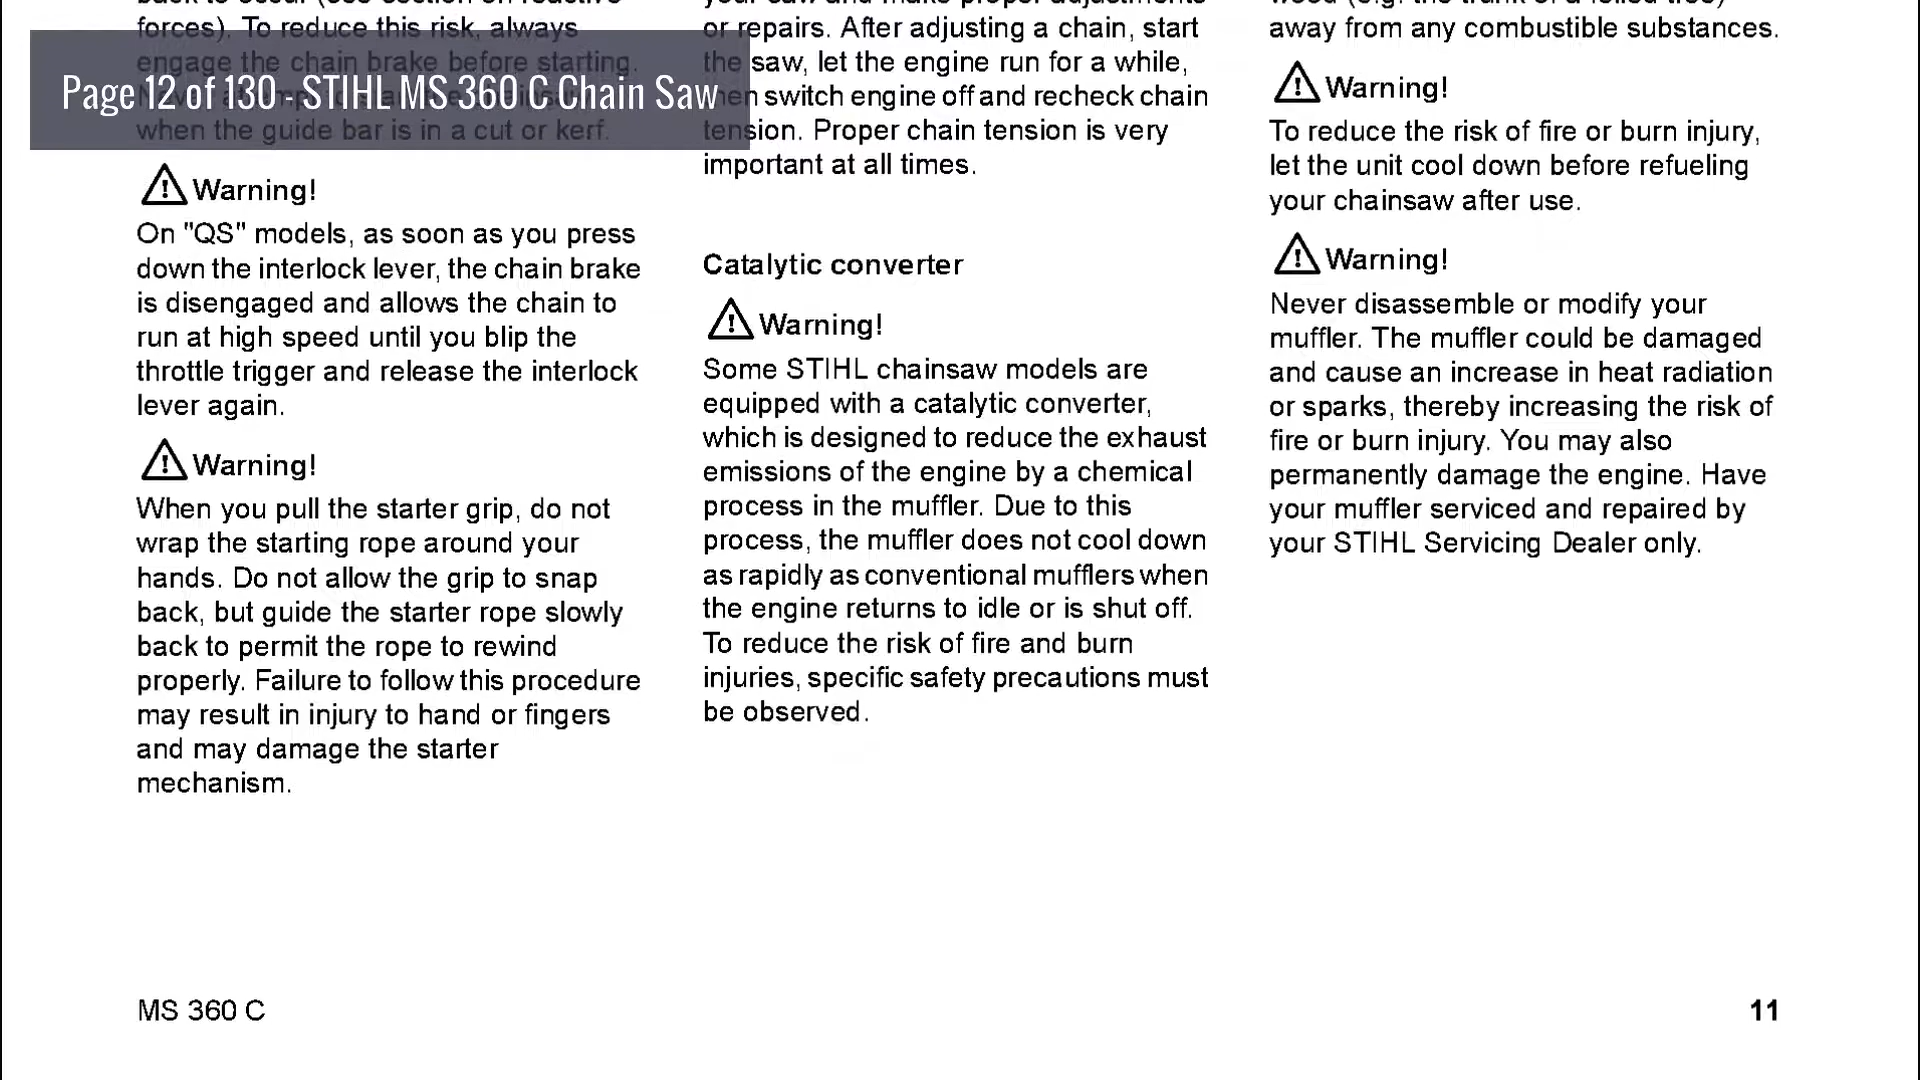 Page 12 of 130 - STIHL MS 360 C Chain Saw
forces). To reduce this risk, always
engage the chain brake before starting.
when the guide bar is in a cut or kerf.
Warning!
On "QS" models, as soon as you press
down the interlock lever, the chain brake
is disengaged and allows the chain to
run at high speed until you blip the
throttle trigger and release the interlock
lever again.
Warning!
When you pull the starter grip, do not
wrap the starting rope around your
hands. Do not allow the grip to snap
back, but guide the starter rope slowly
back to permit the rope to rewind
properly. Failure to follow this procedure
may result in injury to hand or fingers
and may damage the starter
mechanism.
your saw and make proper adjustments
or repairs. After adjusting a chain, start
the saw, let the engine run for a while,
then switch engine off and recheck chain
tension. Proper chain tension is very
important at all times.
Catalytic converter
Warning!
Some STIHL chainsaw models are
equipped with a catalytic converter,
which is designed to reduce the exhaust
emissions of the engine by a chemical
process in the muffler. Due to this
process, the muffler does not cool down
as rapidly as conventional mufflers when
the engine returns to idle or is shut off.
To reduce the risk of fire and burn
injuries, specific safety precautions must
be observed.
away from any combustible substances.
Warning!
To reduce the risk of fire or burn injury,
let the unit cool down before refueling
your chainsaw after use.
Warning!
Never disassemble or modify your
muffler. The muffler could be damaged
and cause an increase in heat radiation
or sparks, thereby increasing the risk of
fire or burn injury. You may also
permanently damage the engine. Have
your muffler serviced and repaired by
your STIHL Servicing Dealer only.
MS 360 C
11